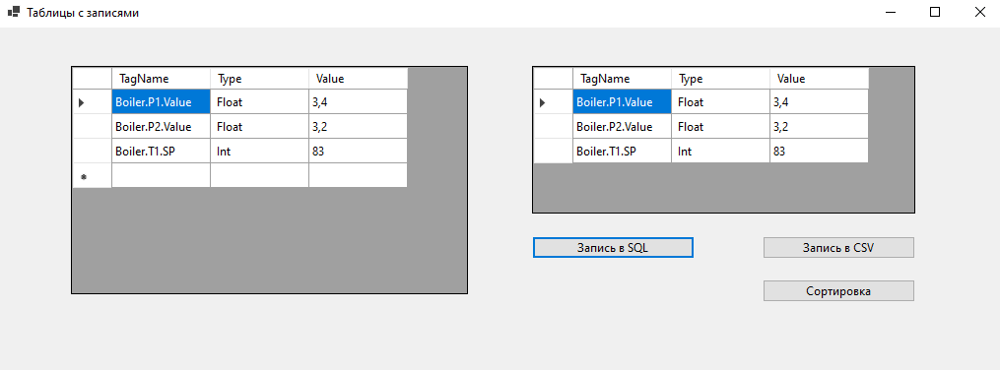 Таблицы с записями
TagName Type Value
Boiler.P1.Value Float 3,4
Boiler.P2.Value Float 3,2
Boiler.T1.SP Int 83
TagName Type Value
Boiler.P1.Value Float 3,4
Boiler.P2.Value Float 3,2
Boiler.T1.SP Int 83
Запись в SQL
Запись в CSV
Сортировка